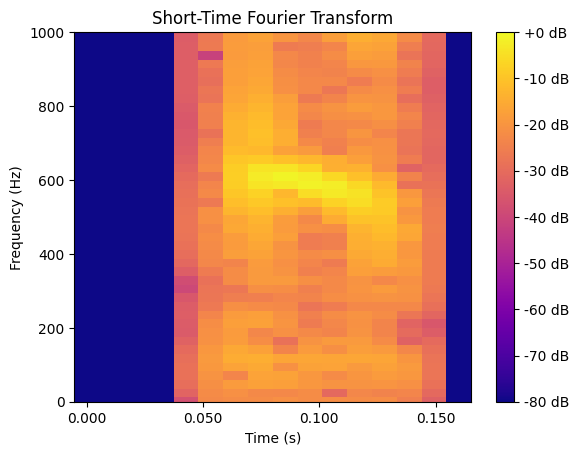 Short-Time Fourier Transform
1000
800
600
400
200
0
Frequency (Hz)
0.000
0.050
0.100
0.150
Time (s)
+0 dB
-10 dB
-20 dB
-30 dB
-40 dB
-50 dB
-60 dB
-70 dB
-80 dB